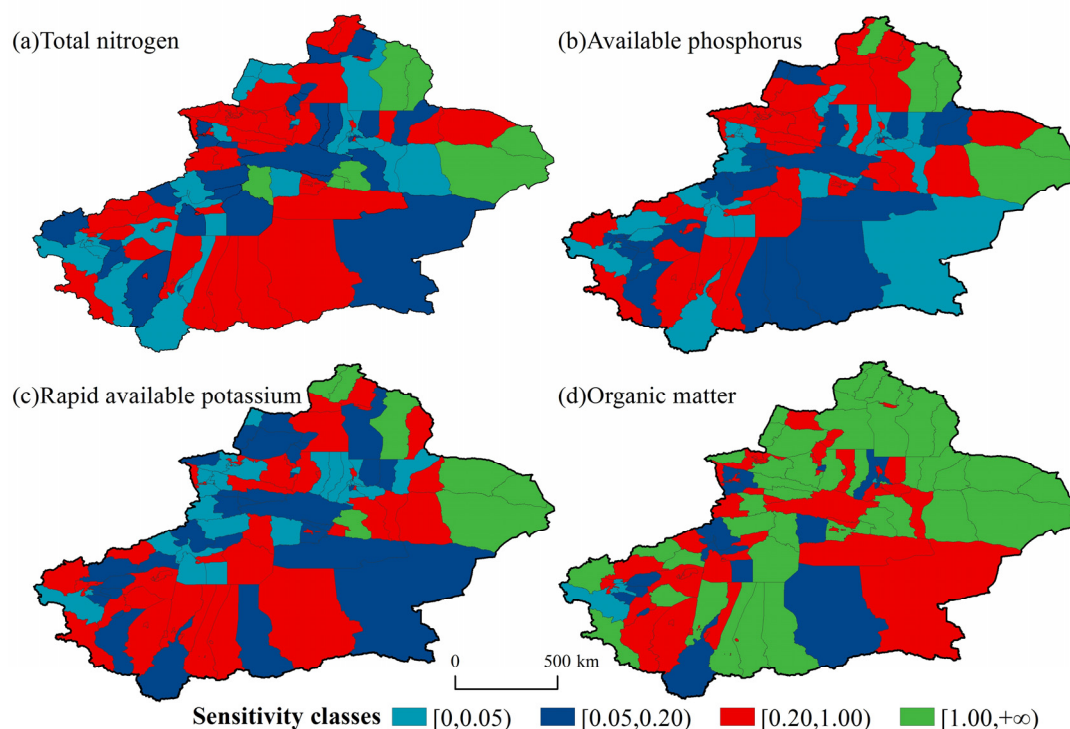 (a)Total nitrogen
(b)Available phosphorus
(c)Rapid available potassium
(d)Organic matter
0 500 km
Sensitivity classes [0,0.05) [0.05,0.20) [0.20,1.00) [1.00,+∞)